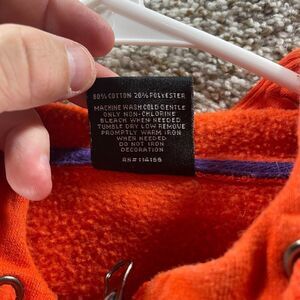 80% COTTON 20% POLYESTER
MACHINE WASH COLD GENTLE
ONLY NON-CHLORINE
BLEACH WHEN NEEDED
TUMBLE DRY LOW REMOVE
PROMPTLY WARM IRON
WHEN NEEDED
DO NOT IRON
DECORATION
RN# 114166